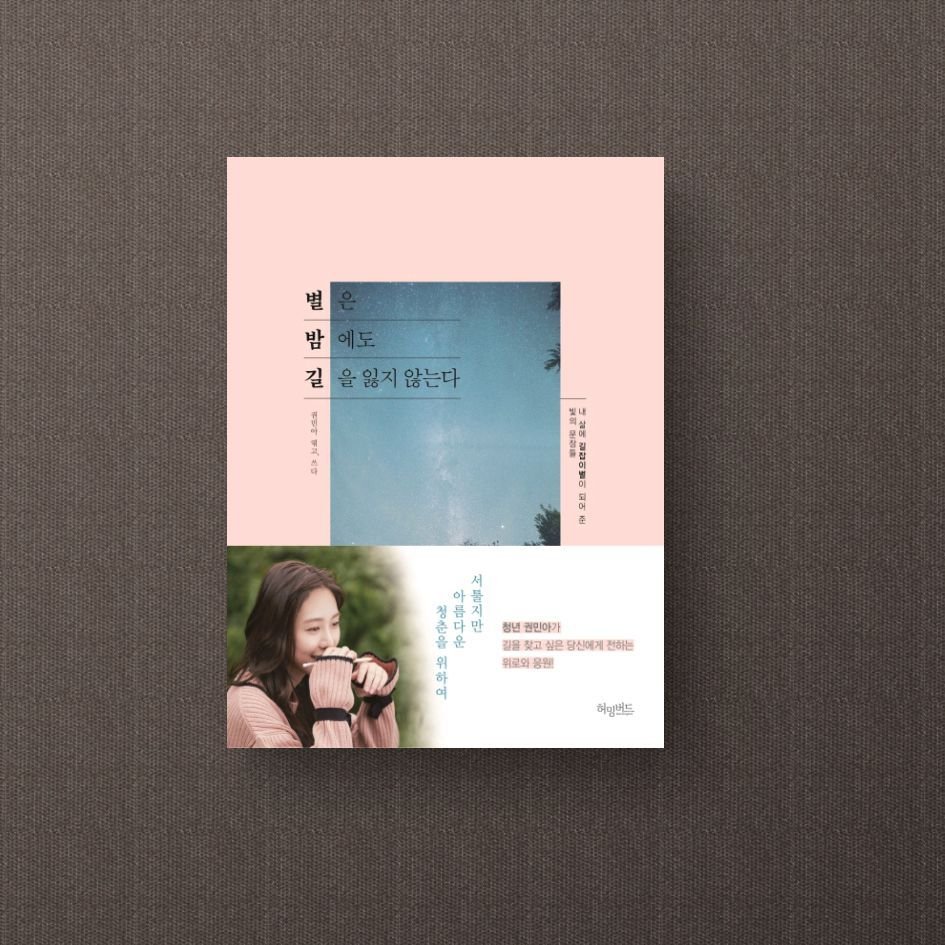 별은
밤에도
길을 잃지 않는다
권민아 엮고, 쓰다
내 삶에 길잡이별이 되어 준
빛의 문장들
서툴지만
아름다운
청춘을 위하여
청년 권민아가
길을 찾고 싶은 당신에게 전하는
위로와 응원!
허밍버드